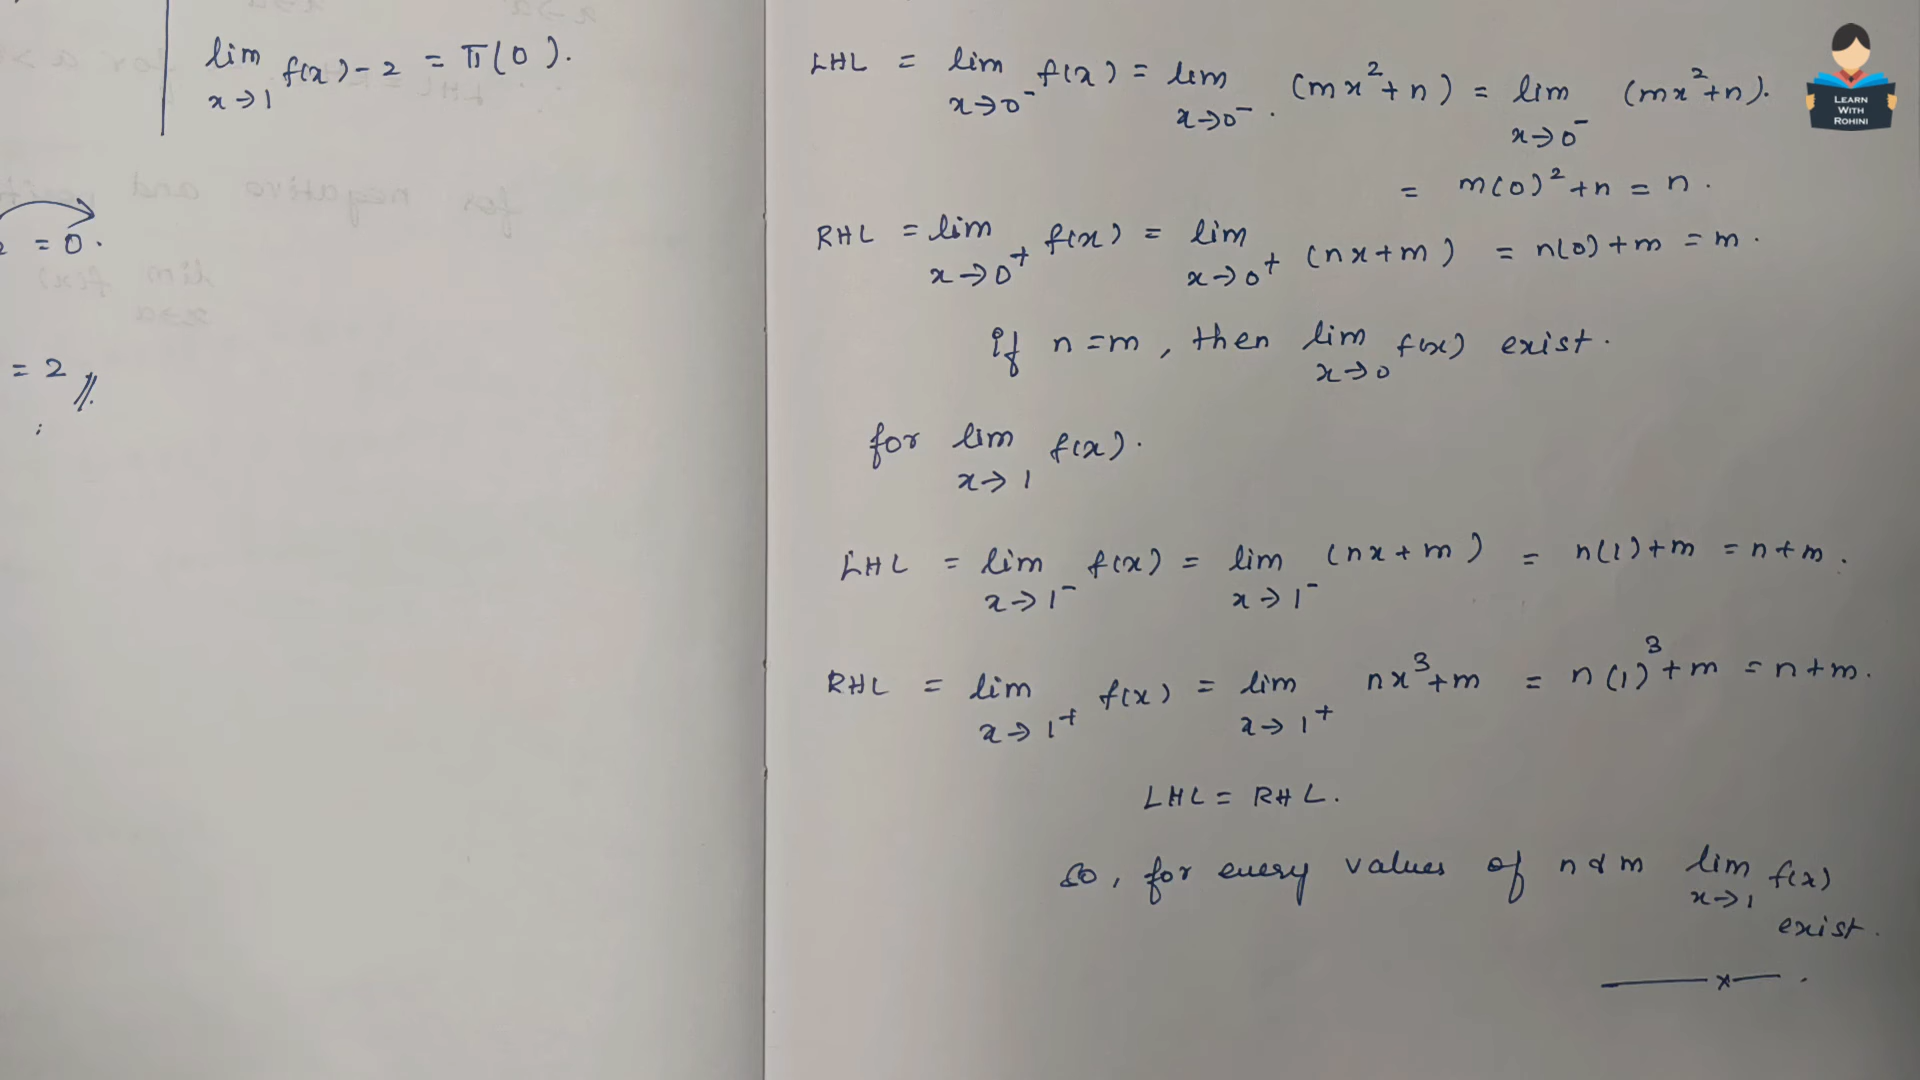 lim f(x) - 2 = π(0).
x→1
2 = 0.
= 2 //.
LHL = lim f(x) = lim (mx²+n) = lim (mx²+n).
x→0⁻ x→0⁻. x→0⁻
= m(0)²+n = n.
RHL = lim f(x) = lim (nx+m) = n(0)+m = m.
x→0⁺ x→0⁺
if n=m, then lim f(x) exist.
x→0
for lim f(x).
x→1
LHL = lim f(x) = lim (nx+m) = n(1)+m = n+m.
x→1⁻ x→1⁻
RHL = lim f(x) = lim nx³+m = n(1)³+m = n+m.
x→1⁺ x→1⁺
LHL = RHL.
so, for every values of n & m lim f(x)
x→1
exist.
LEARN
WITH
ROHINI